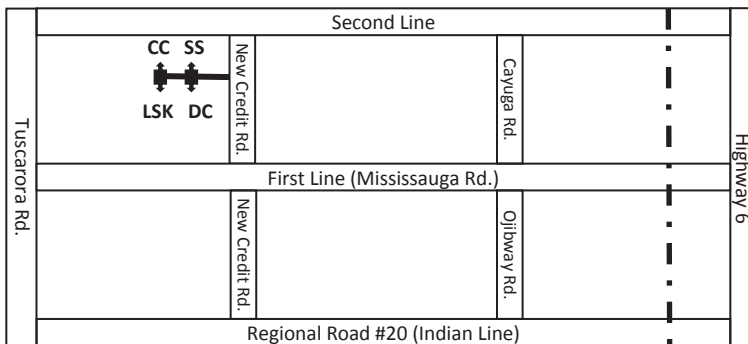 Second Line
CC SS
LSK DC
New Credit Rd.
Cayuga Rd.
Tuscarora Rd.
Highway 6
First Line (Mississauga Rd.)
New Credit Rd.
Ojibway Rd.
Regional Road #20 (Indian Line)